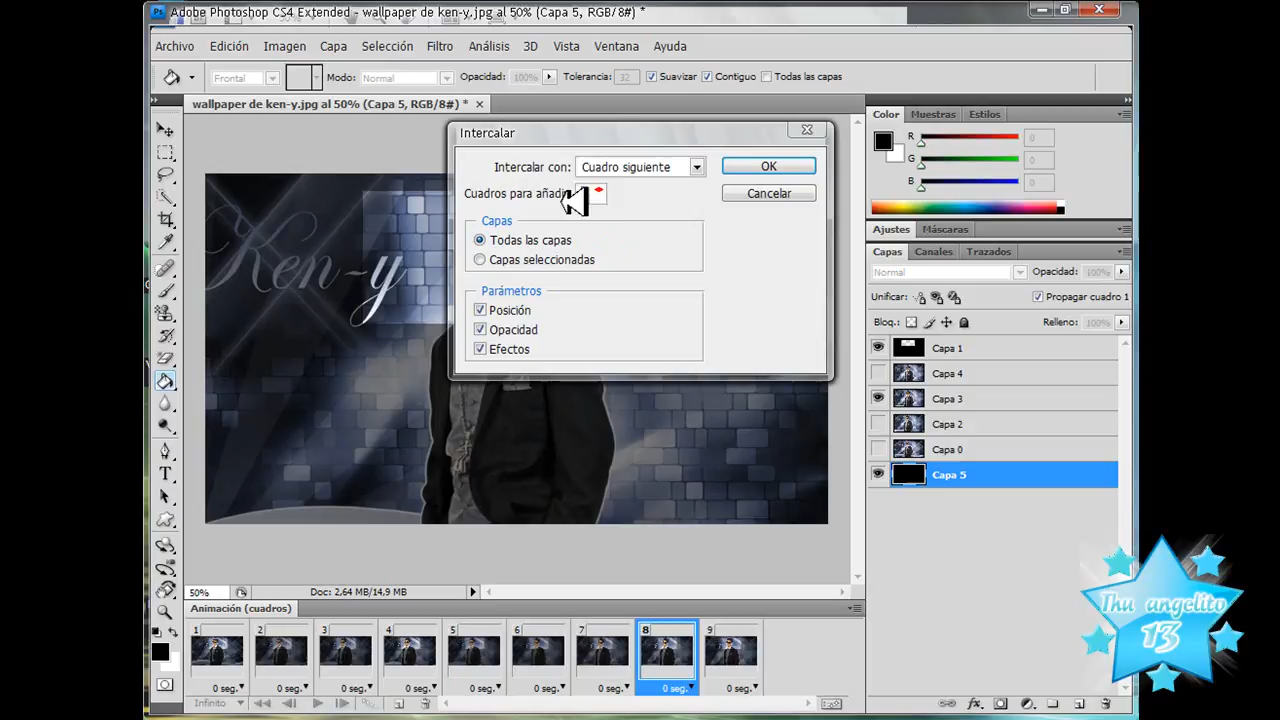 Adobe Photoshop CS4 Extended - wallpaper de ken-y.jpg al 50% (Capa 5, RGB/8#) *
Archivo Edición Imagen Capa Selección Filtro Análisis 3D Vista Ventana Ayuda
Frontal Modo: Normal Opacidad: 100% Tolerancia: 32 Suavizar Contiguo Todas las capas
wallpaper de ken-y.jpg al 50% (Capa 5, RGB/8#) *
Color Muestras Estilos
R 0
G 0
B 0
Intercalar
Intercalar con: Cuadro siguiente OK
Cuadros para Cancelar
Capas
Todas las capas
Capas seleccionadas
Parámetros
Posición
Opacidad
Efectos
Ken-y
Ajustes Máscaras
Capas Canales Trazados
Normal Opacidad: 100%
Unificar: Propagar cuadro 1
Bloq.: Relleno: 100%
Capa 1
Capa 4
Capa 3
Capa 2
Capa 0
Capa 5
50% Doc: 2,64 MB/14,9 MB
Animación (cuadros)
1 2 3 4 5 6 7 8 9
0 seg. 0 seg. 0 seg. 0 seg. 0 seg. 0 seg. 0 seg. 0 seg. 0 seg.
Infinito
Thu angelito
13